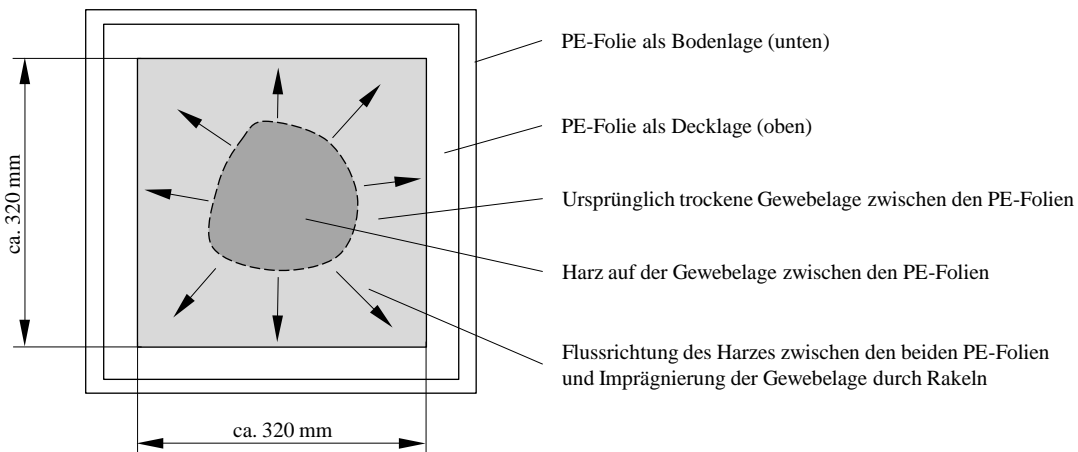 PE-Folie als Bodenlage (unten)
PE-Folie als Decklage (oben)
Ursprünglich trockene Gewebelage zwischen den PE-Folien
Harz auf der Gewebelage zwischen den PE-Folien
Flussrichtung des Harzes zwischen den beiden PE-Folien
und Imprägnierung der Gewebelage durch Rakeln
ca. 320 mm
ca. 320 mm